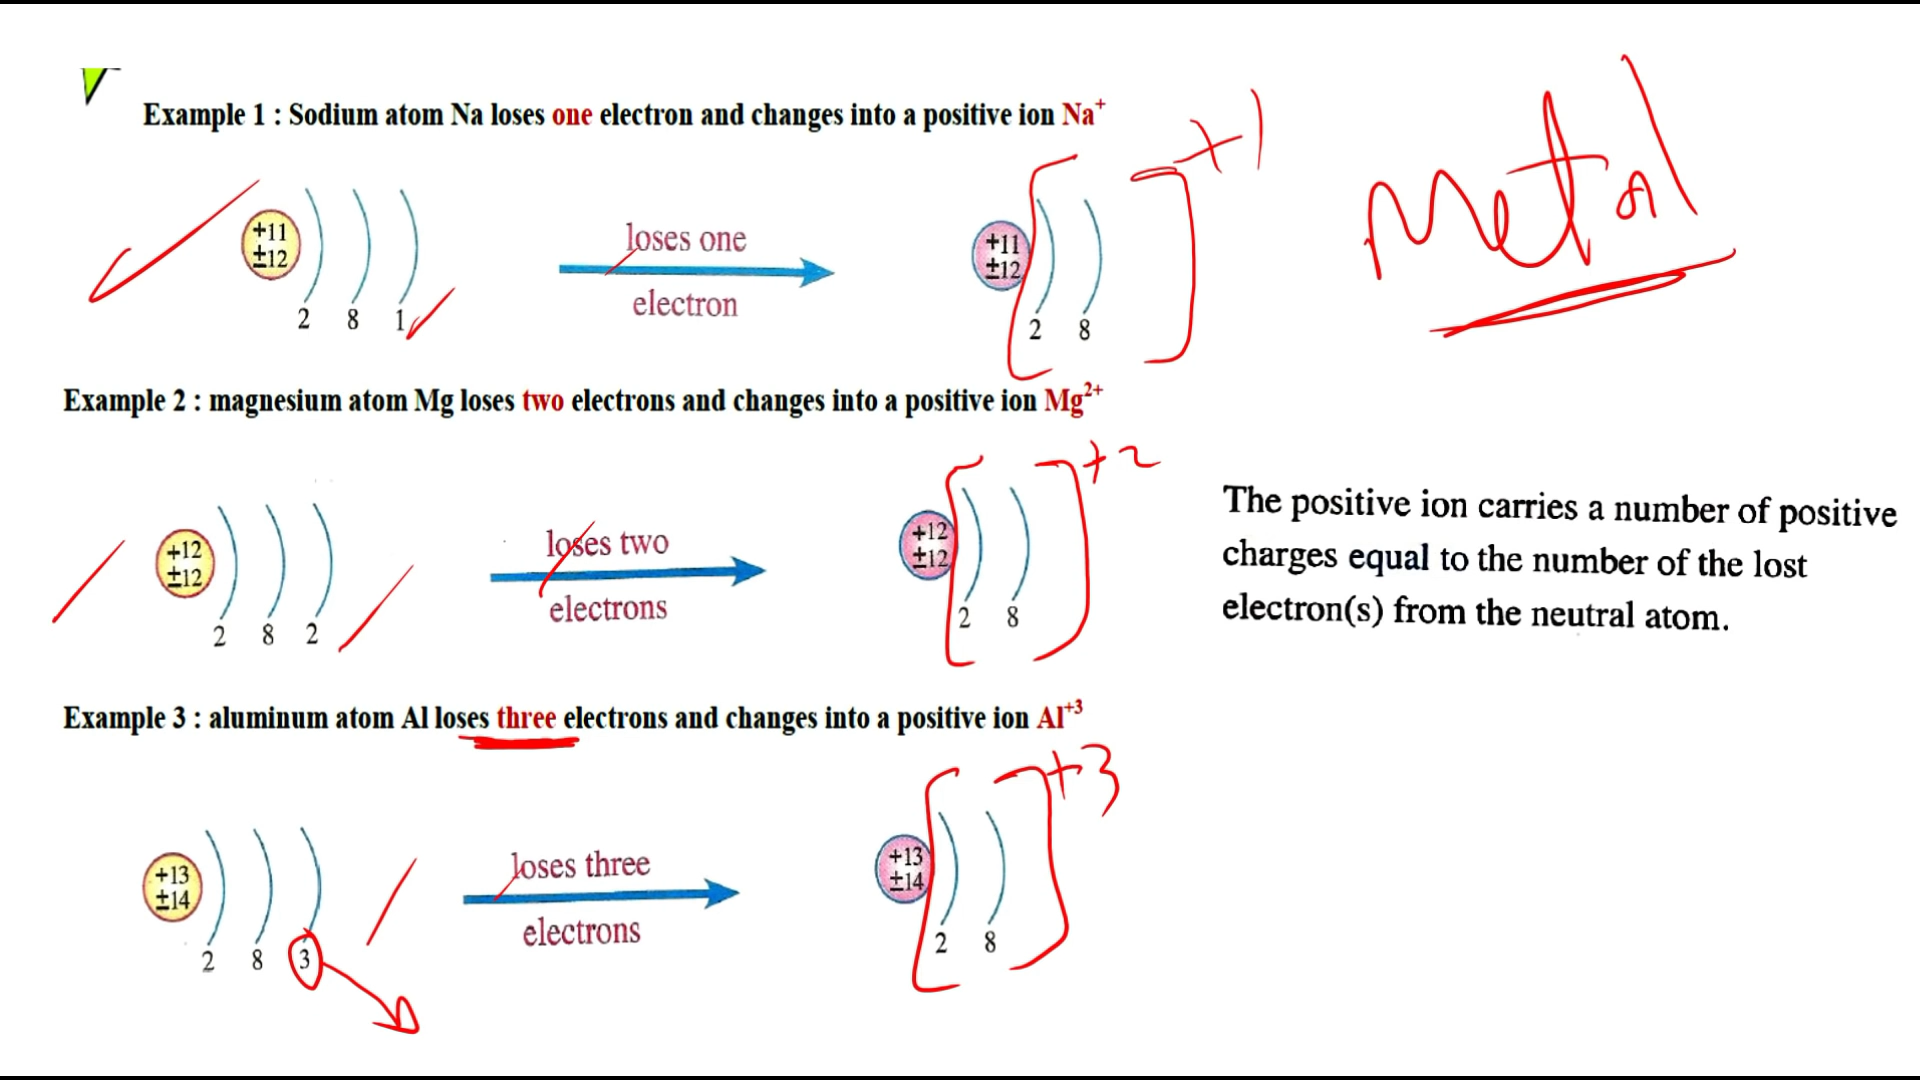 Example 1 : Sodium atom Na loses one electron and changes into a positive ion Na⁺
+1
Metal
+11
±12
2 8 1
loses one
electron
+11
±12
2 8
Example 2 : magnesium atom Mg loses two electrons and changes into a positive ion Mg²⁺
+2
+12
±12
2 8 2
loses two
electrons
+12
±12
2 8
The positive ion carries a number of positive
charges equal to the number of the lost
electron(s) from the neutral atom.
Example 3 : aluminum atom Al loses three electrons and changes into a positive ion Al⁺³
+3
+13
±14
2 8 3
loses three
electrons
+13
±14
2 8